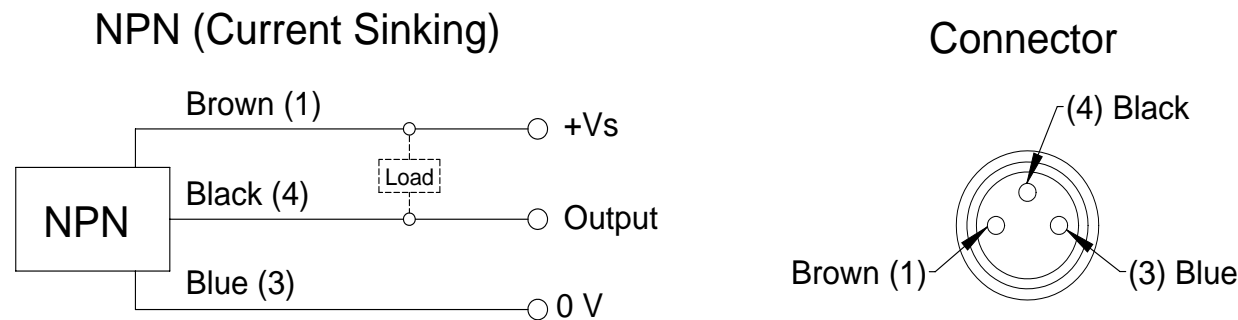 NPN (Current Sinking)
Connector
Brown (1)
+Vs
(4) Black
Load
NPN
Black (4)
Output
Brown (1)
(3) Blue
Blue (3)
0 V